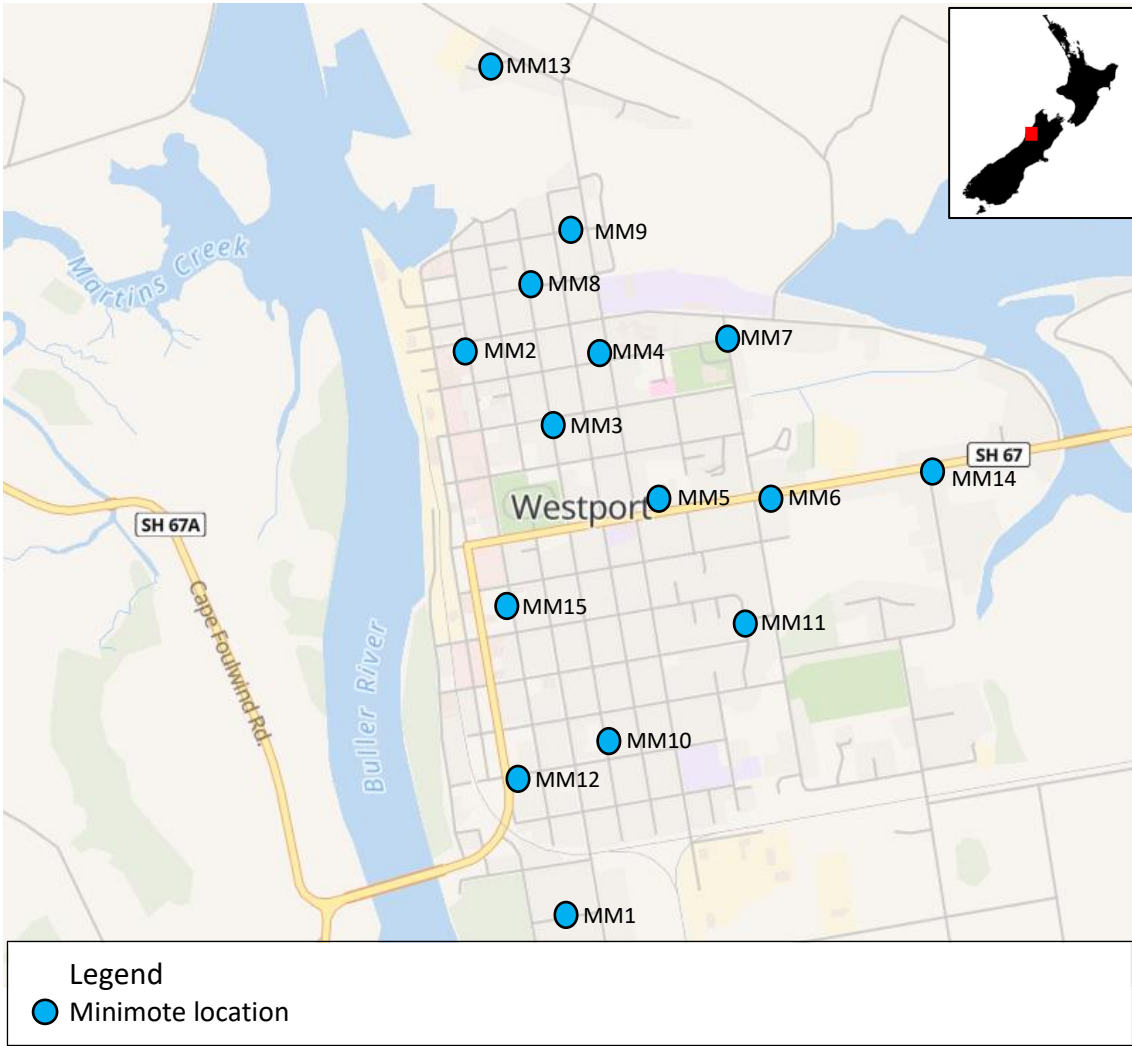 MM13
MM9
Martins Creek
MM8
MM2
MM4
MM7
MM3
SH 67
MM14
Westport
MM5
MM6
SH 67A
MM15
MM11
Cape Foulwind Rd.
Buller River
MM10
MM12
MM1
Legend
Minimote location